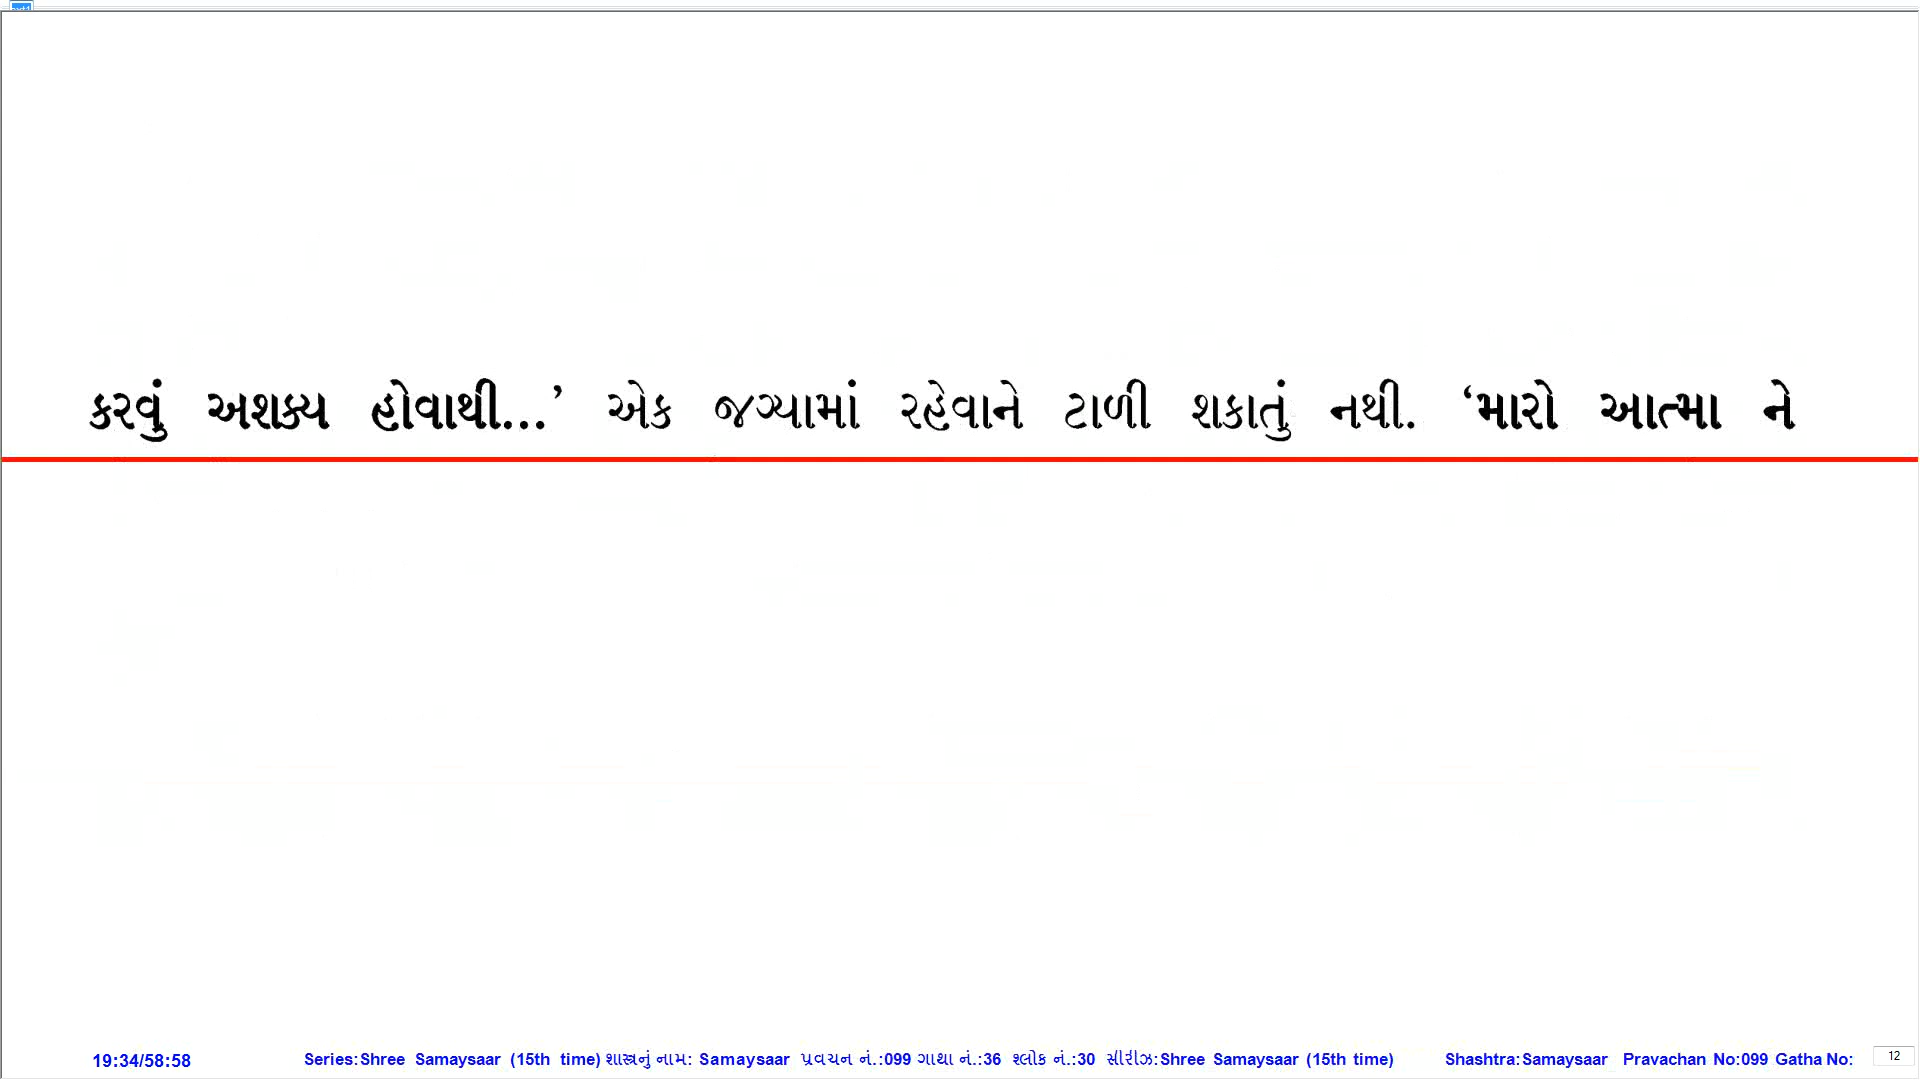 કરવું અશક્ય હોવાથી...’ એક જગ્યામાં રહેવાને ટાળી શકાતું નથી. ‘મારો આત્મા ને
19:34/58:58 Series:Shree Samaysaar (15th time) શાસ્ત્રનું નામ: Samaysaar પ્રવચન નં.:099 ગાથા નં.:36 શ્લોક નં.:30 સીરીઝ:Shree Samaysaar (15th time) Shashtra:Samaysaar Pravachan No:099 Gatha No: 12